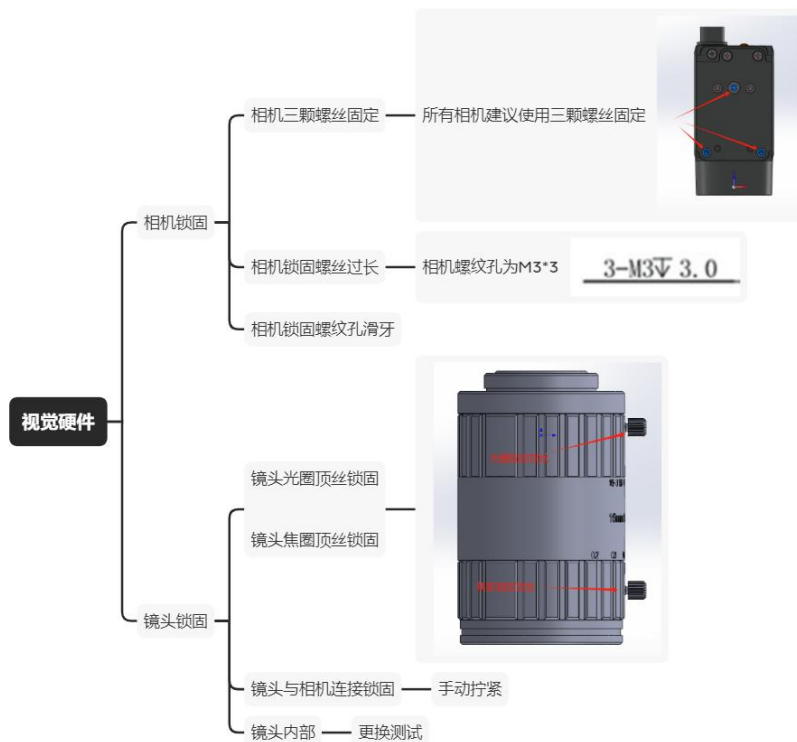 视觉硬件
相机锁固
相机三颗螺丝固定
所有相机建议使用三颗螺丝固定
相机锁固螺丝过长
相机螺纹孔为M3*3
3-M3↧3.0
相机锁固螺纹孔滑牙
镜头锁固
镜头光圈顶丝锁固
镜头焦圈顶丝锁固
镜头与相机连接锁固
手动拧紧
镜头内部
更换测试